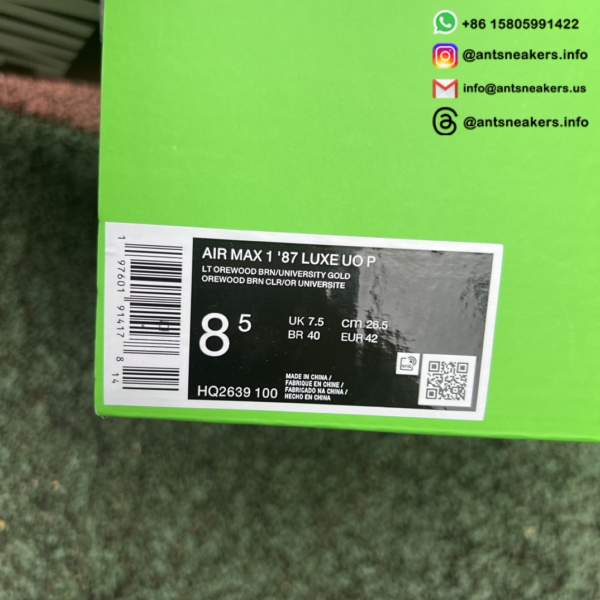 +86 15805991422
@antsneakers.info
info@antsneakers.us
@antsneakers.info
AIR MAX 1 '87 LUXE UO P
LT OREWOOD BRN/UNIVERSITY GOLD
OREWOOD BRN CLR/OR UNIVERSITE
8 5
UK 7.5 cm 26.5
BR 40 EUR 42
HQ2639 100
MADE IN CHINA /
FABRIQUE EN CHINE /
FABRICADO NA CHINA /
HECHO EN CHINA
1 97601 91417 8 14